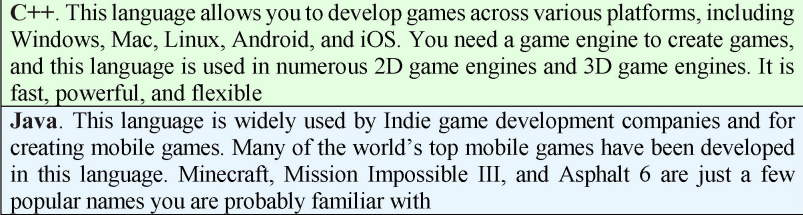 C++. This language allows you to develop games across various platforms, including
Windows, Mac, Linux, Android, and iOS. You need a game engine to create games,
and this language is used in numerous 2D game engines and 3D game engines. It is
fast, powerful, and flexible
Java. This language is widely used by Indie game development companies and for
creating mobile games. Many of the world’s top mobile games have been developed
in this language. Minecraft, Mission Impossible III, and Asphalt 6 are just a few
popular names you are probably familiar with